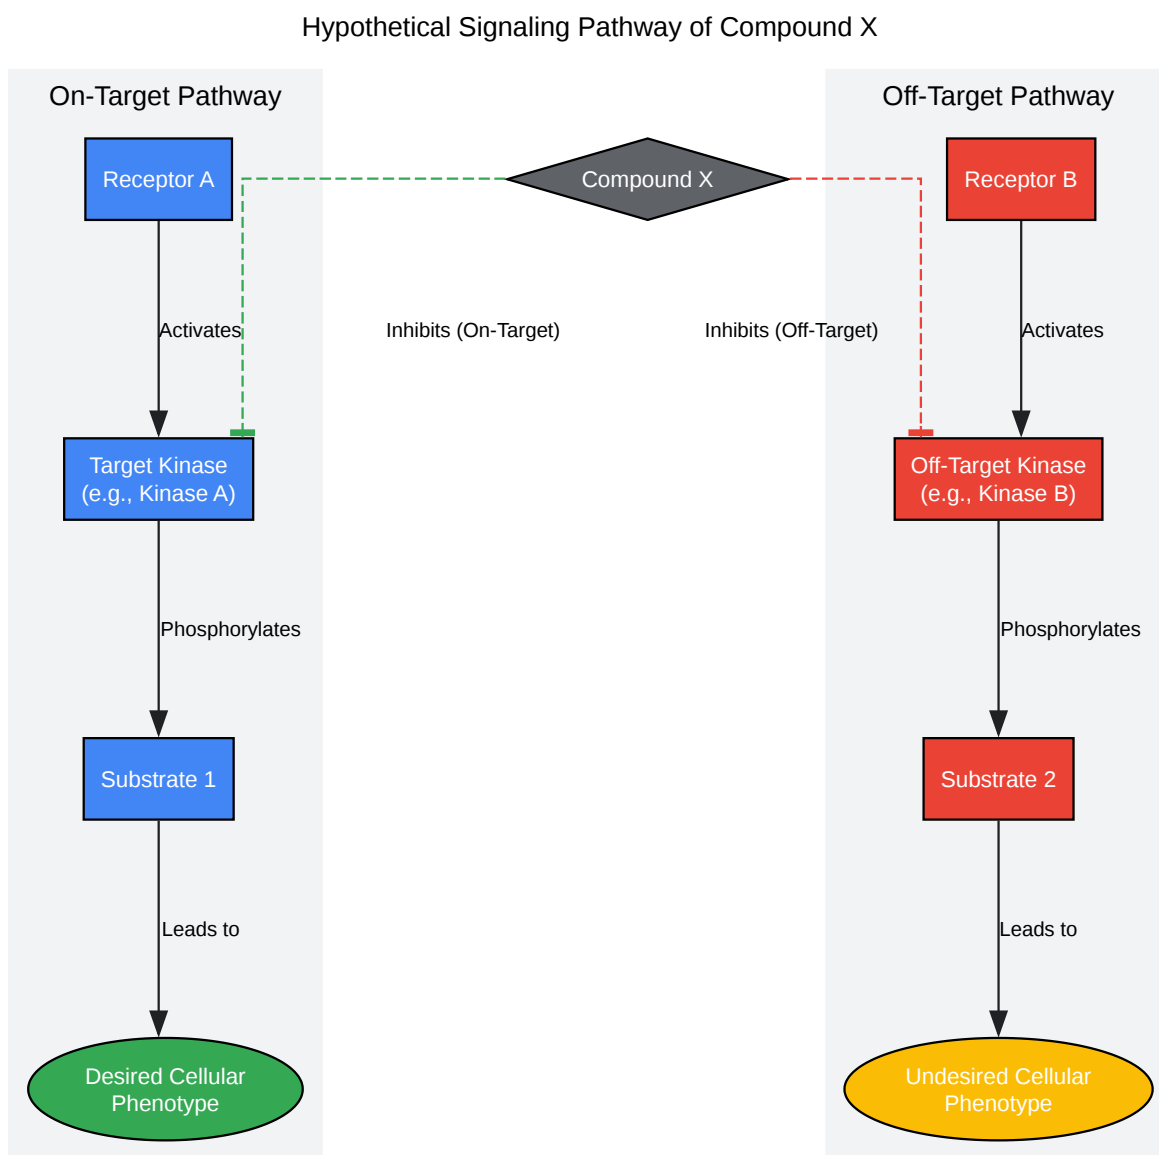 Hypothetical Signaling Pathway of Compound X
On-Target Pathway
Off-Target Pathway
Receptor A
Compound X
Receptor B
Activates
Inhibits (On-Target)
Inhibits (Off-Target)
Activates
Target Kinase
(e.g., Kinase A)
Off-Target Kinase
(e.g., Kinase B)
Phosphorylates
Phosphorylates
Substrate 1
Substrate 2
Leads to
Leads to
Desired Cellular
Phenotype
Undesired Cellular
Phenotype